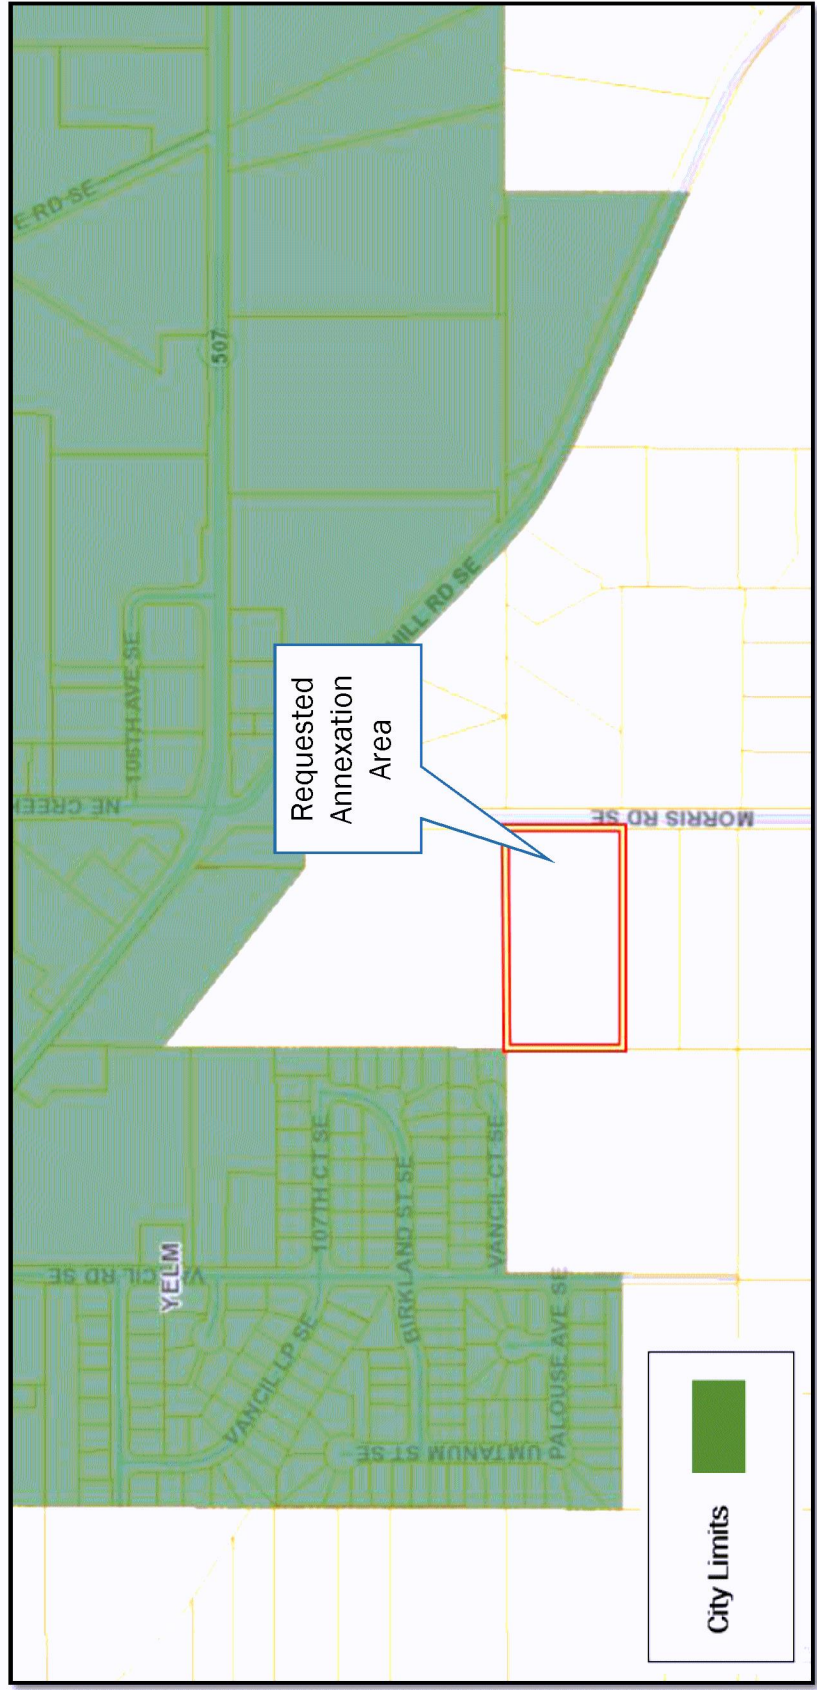 E RD SE
507
105TH AVE SE
NE CREEK
HILL RD SE
Requested
Annexation
Area
MORRIS RD SE
VANCIL RD SE
YELM
107TH CT SE
BIRKLAND ST SE
VANCIL CT SE
VANCIL LP SE
PALOUSE AVE SE
UMTANUM ST SE
City Limits